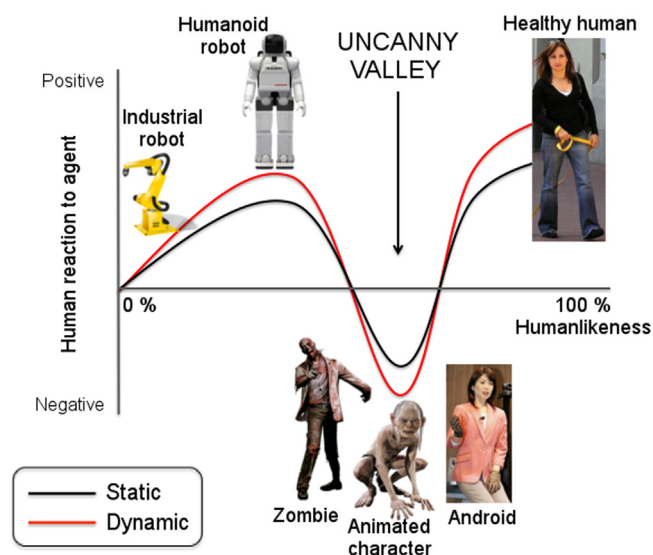 Humanoid
robot
UNCANNY
VALLEY
Healthy human
Positive
Industrial
robot
Human reaction to agent
0 %
100 %
Humanlikeness
Negative
Static
Dynamic
Zombie
Animated
character
Android